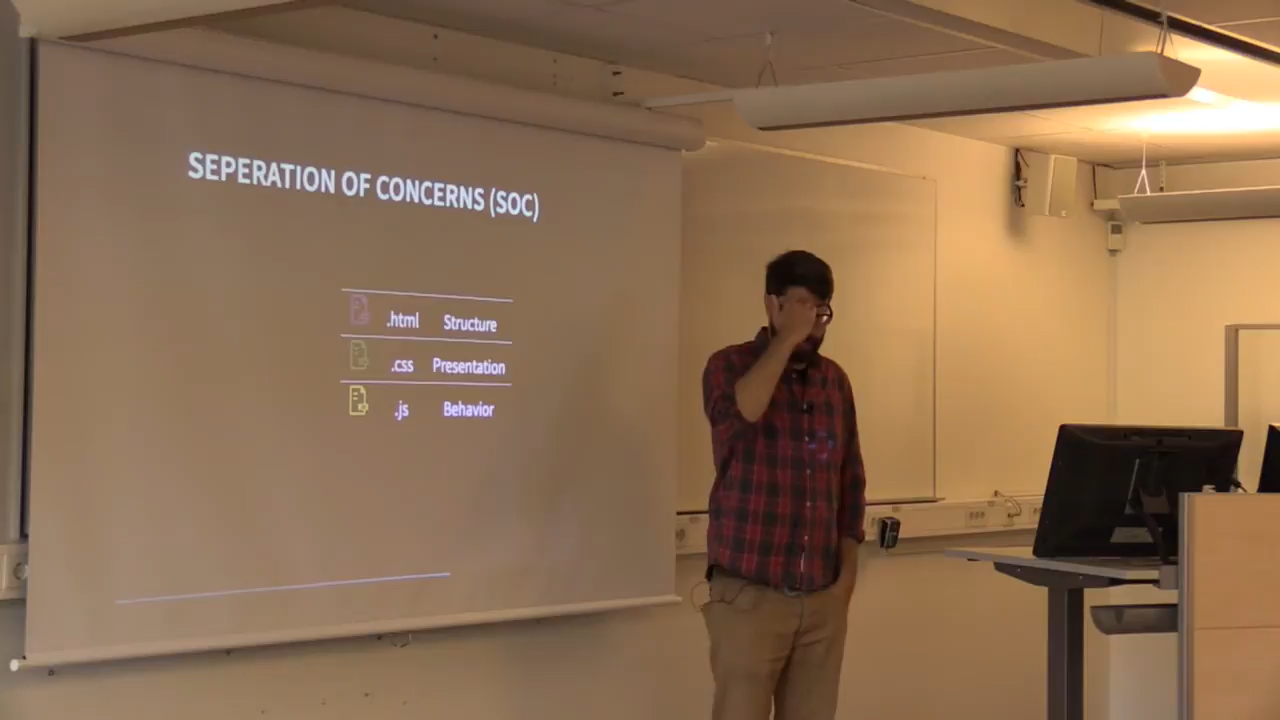 SEPERATION OF CONCERNS (SOC)
.html Structure
.css Presentation
.js Behavior